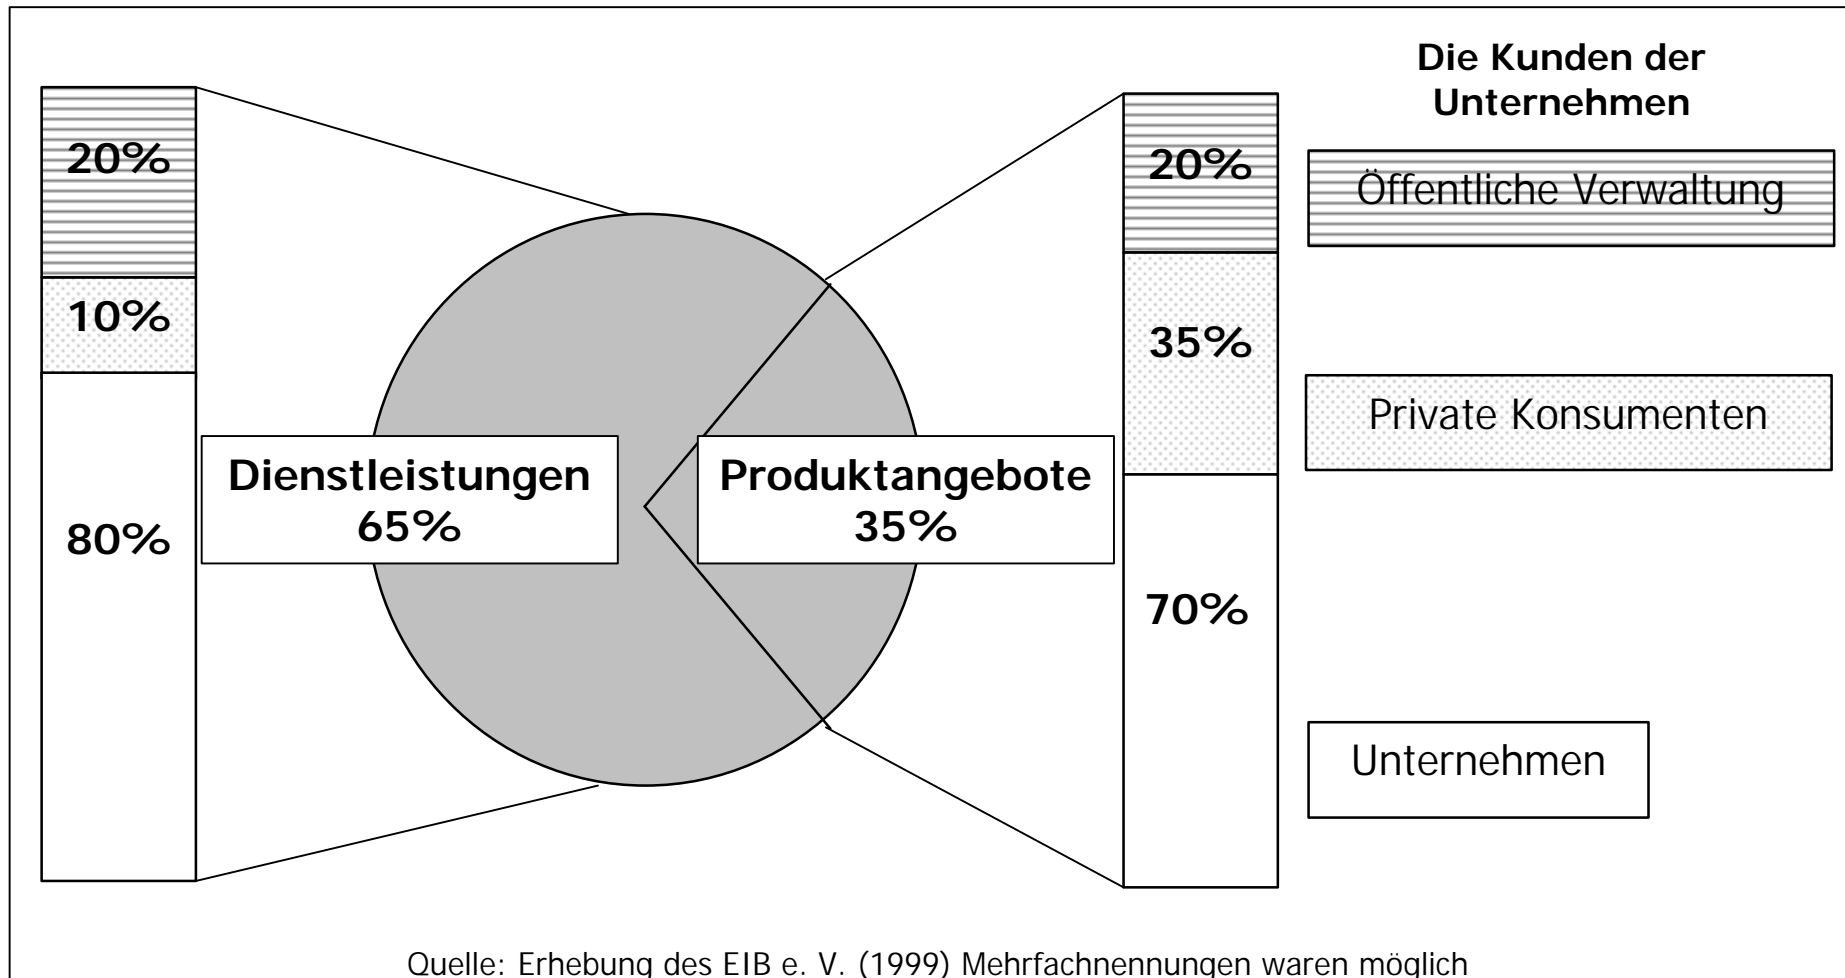 Die Kunden der
Unternehmen
20%
10%
80%
Dienstleistungen
65%
Produktangebote
35%
20%
35%
70%
Öffentliche Verwaltung
Private Konsumenten
Unternehmen
Quelle: Erhebung des EIB e. V. (1999) Mehrfachnennungen waren möglich